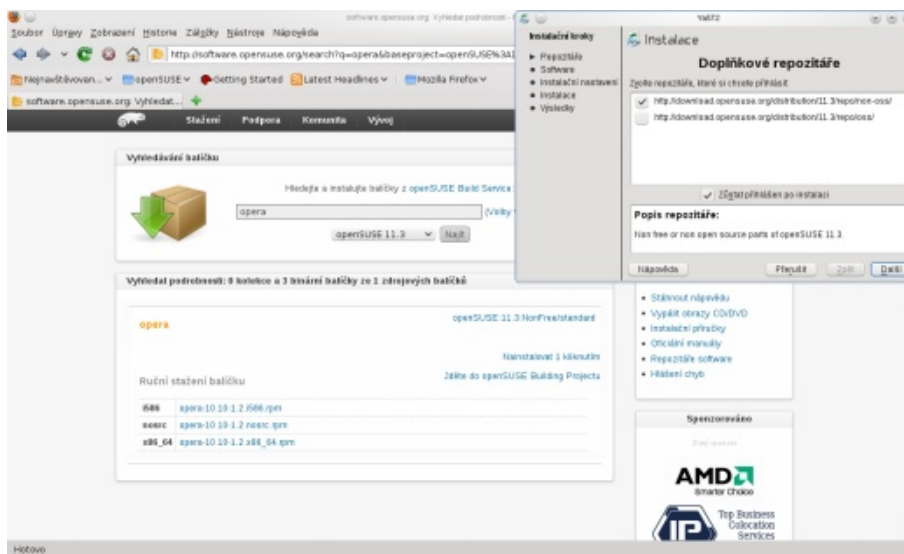 software.opensuse.org: Vyhledat podrobnosti -
Soubor Úpravy Zobrazení Historie Záložky Nástroje Nápověda
http://software.opensuse.org/search?q=opera&baseproject=openSUSE%3A
Nejnavštěvovan... openSUSE Getting Started Latest Headlines Mozilla Firefox
software.opensuse.org: Vyhledat...
Stažení Podpora Komunita Vývoj
Vyhledávání balíčku
Hledejte a instalujte balíčky z openSUSE Build Service
opera
(Volby
openSUSE 11.3 Najít
Vyhledat podrobnosti: 0 kolekce a 3 binární balíčky ze 1 zdrojových balíčků
opera
openSUSE:11.3:NonFree/standard
Nainstalovat 1 kliknutím
Jděte do openSUSE Building Projectu
Ruční stažení balíčku
i586 opera-10.10-1.2.i586.rpm
nosrc opera-10.10-1.2.nosrc.rpm
x86_64 opera-10.10-1.2.x86_64.rpm
YaST2
Instalační kroky
Repozitáře
Software
Instalační nastavení
Instalace
Výsledky
Instalace
Doplňkové repozitáře
Zvolte repozitáře, které si chcete přihlásit
http://download.opensuse.org/distribution/11.3/repo/non-oss/
http://download.opensuse.org/distribution/11.3/repo/oss/
Zůstat přihlášen po instalaci
Popis repozitáře:
Non free or non open source parts of openSUSE 11.3.
Nápověda Přerušit Zpět Další
Stáhnout nápovědu
Vypálit obrazy CD/DVD
Instalační příručky
Oficiální manuály
Repozitáře software
Hlášení chyb
Sponzorováno
Zlatý sponzor
AMD
Smarter Choice
IP
Top Business
Colocation
Services
Hotovo